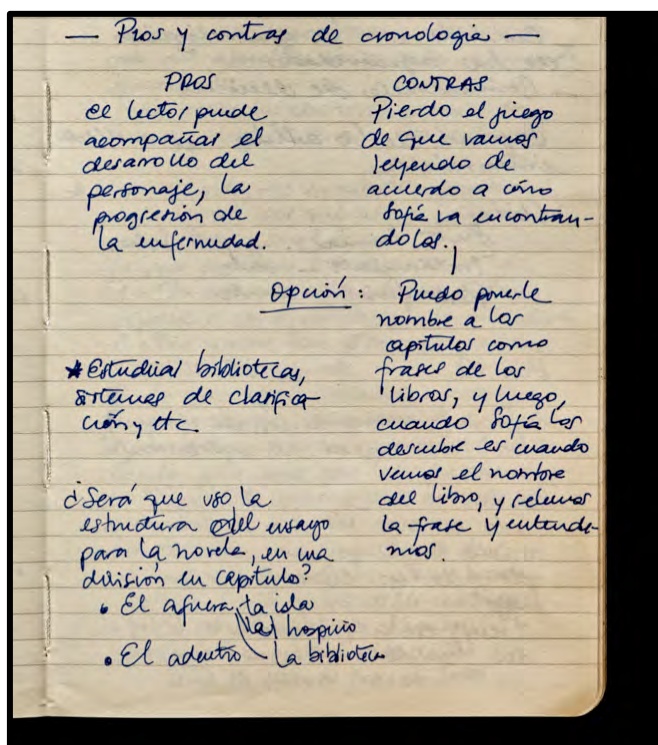 — Pros y contras de cronología —
PROS
el lector puede
acompañar el
desarrollo del
personaje, la
progresión de
la enfermedad.
CONTRAS
Pierdo el juego
de que vamos
leyendo de
acuerdo a cómo
Sofía va encontran-
dolos.
Opción: Puedo ponerle
nombre a los
capítulos como
frases de los
libros, y luego,
cuando Sofía los
descubre es cuando
vemos el nombre
del libro, y releemos
la frase y entende-
mos.
* Estudiar bibliotecas,
sistemas de clasifica-
ción y etc.
¿Será que uso la
estructura del ensayo
para la novela, en una
división en capítulos?
• El afuera la isla
el hospicio
• El adentro la biblioteca